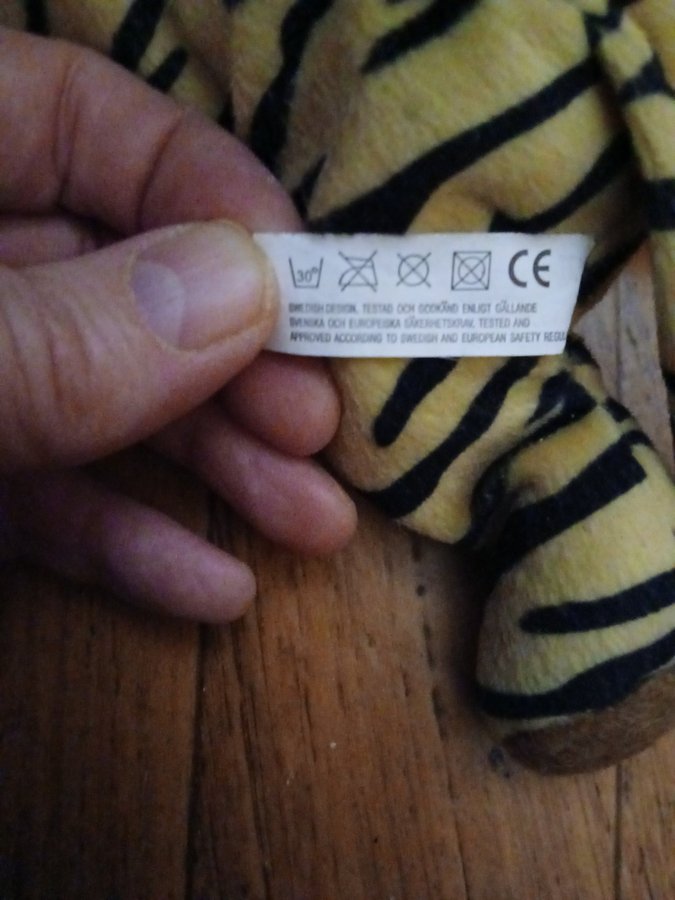 30° CE
SWEDISH DESIGN. TESTAD OCH GODKÄND ENLIGT GÄLLANDE
SVENSKA OCH EUROPEISKA SÄKERHETSKRAV. TESTED AND
APPROVED ACCORDING TO SWEDISH AND EUROPEAN SAFETY REGU